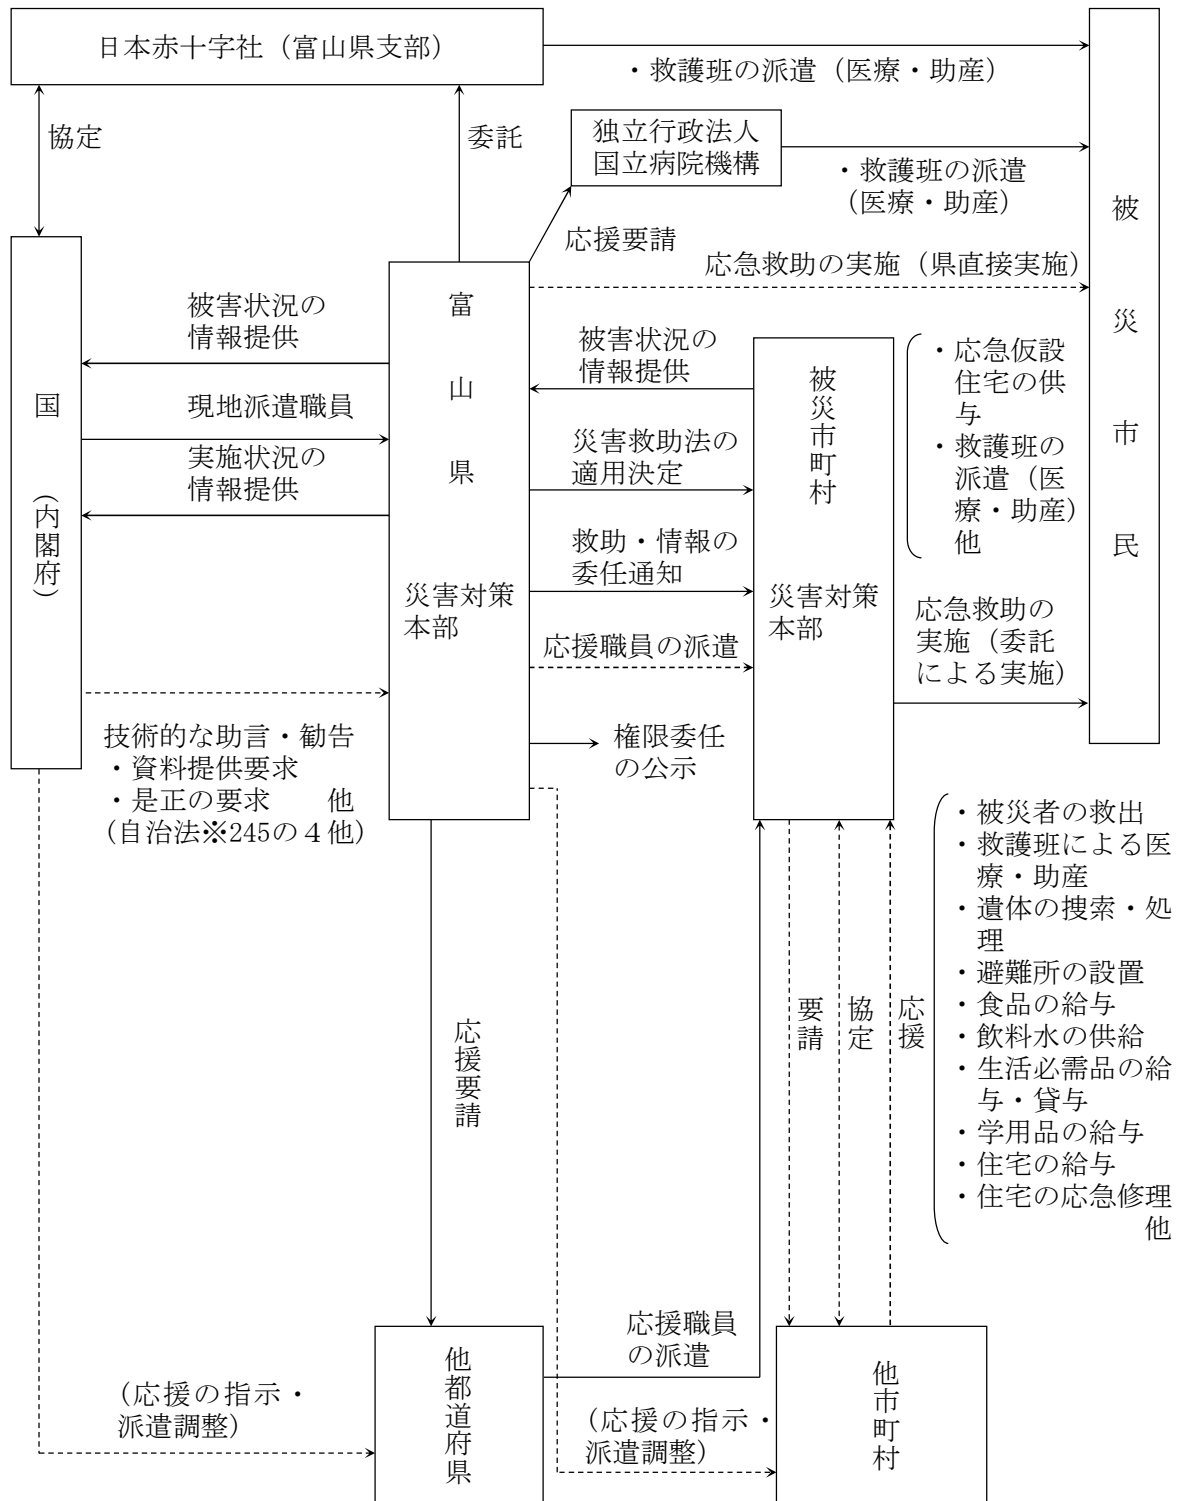 日本赤十字社（富山県支部）
・救護班の派遣（医療・助産）
協定
委託
独立行政法人
国立病院機構
・救護班の派遣
（医療・助産）
応援要請
応急救助の実施（県直接実施）
被災市民
国
（内閣府）
被害状況の
情報提供
現地派遣職員
実施状況の
情報提供
富山県
災害対策
本部
被害状況の
情報提供
災害救助法の
適用決定
救助・情報の
委任通知
応援職員の派遣
権限委任
の公示
被災市町村
災害対策
本部
・応急仮設
住宅の供
与
・救護班の
派遣（医
療・助産）
他
応急救助の
実施（委託
による実施）
技術的な助言・勧告
・資料提供要求
・是正の要求　　他
(自治法※245の４他)
・被災者の救出
・救護班による医
療・助産
・遺体の捜索・処
理
・避難所の設置
・食品の給与
・飲料水の供給
・生活必需品の給
与・貸与
・学用品の給与
・住宅の給与
・住宅の応急修理
他
応援要請
要請
協定
応援
応援職員
の派遣
（応援の指示・
派遣調整）
他都道府県
（応援の指示・
派遣調整）
他市町村